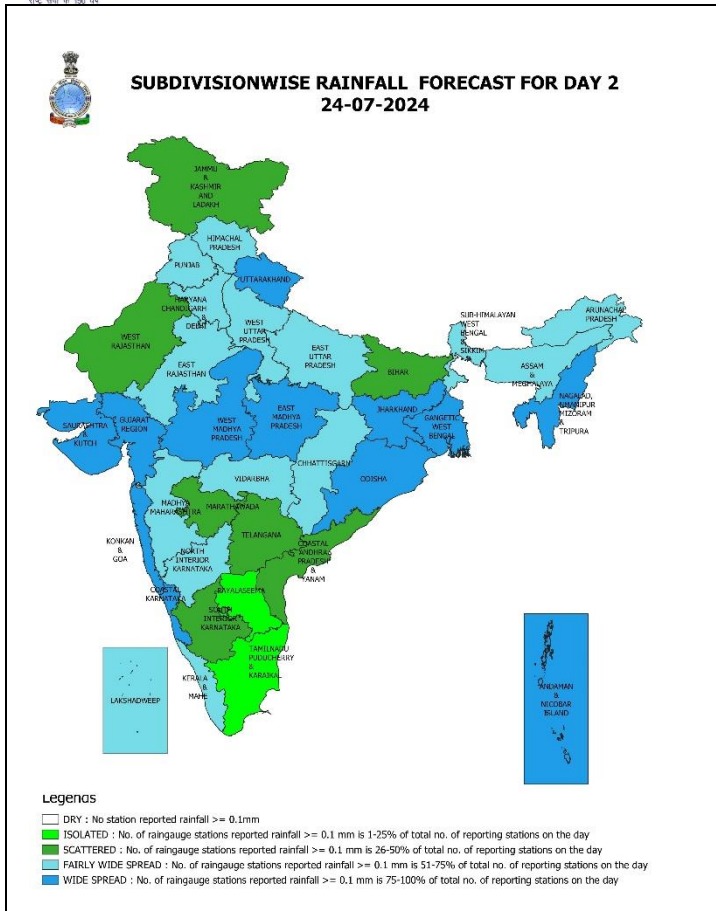 राष्ट्र सेवा के 150 वर्ष
SUBDIVISIONWISE RAINFALL FORECAST FOR DAY 2
24-07-2024
JAMMU
&
KASHMIR
AND
LADAKH
HIMACHAL
PRADESH
PUNJAB
UTTARAKHAND
HARYANA
CHANDIGARH
&
DELHI
WEST
UTTAR
PRADESH
SUB-HIMALAYAN
WEST
BENGAL
&
SIKKIM
ARUNACHAL
PRADESH
WEST
RAJASTHAN
EAST
RAJASTHAN
EAST
UTTAR
PRADESH
BIHAR
ASSAM
&
MEGHALAYA
NAGALAD,
MANIPUR
MIZORAM
&
TRIPURA
SAURASHTRA
&
KUTCH
GUJARAT
REGION
WEST
MADHYA
PRADESH
EAST
MADHYA
PRADESH
JHARKHAND
GANGETIC
WEST
BENGAL
CHHATTISGARH
ODISHA
VIDARBHA
MADHYA
MAHARASHTRA
MARATHAWADA
KONKAN
&
GOA
TELANGANA
COASTAL
ANDHRA
PRADESH
&
YANAM
NORTH
INTERIOR
KARNATAKA
COASTAL
KARNATAKA
RAYALASEEMA
SOUTH
INTERIOR
KARNATAKA
TAMILNADU
PUDUCHERRY
&
KARAIKAL
KERALA
&
MAHE
LAKSHADWEEP
ANDAMAN
&
NICOBAR
ISLAND
Legends
DRY : No station reported rainfall >= 0.1mm
ISOLATED : No. of raingauge stations reported rainfall >= 0.1 mm is 1-25% of total no. of reporting stations on the day
SCATTERED : No. of raingauge stations reported rainfall >= 0.1 mm is 26-50% of total no. of reporting stations on the day
FAIRLY WIDE SPREAD : No. of raingauge stations reported rainfall >= 0.1 mm is 51-75% of total no. of reporting stations on the day
WIDE SPREAD : No. of raingauge stations reported rainfall >= 0.1 mm is 75-100% of total no. of reporting stations on the day